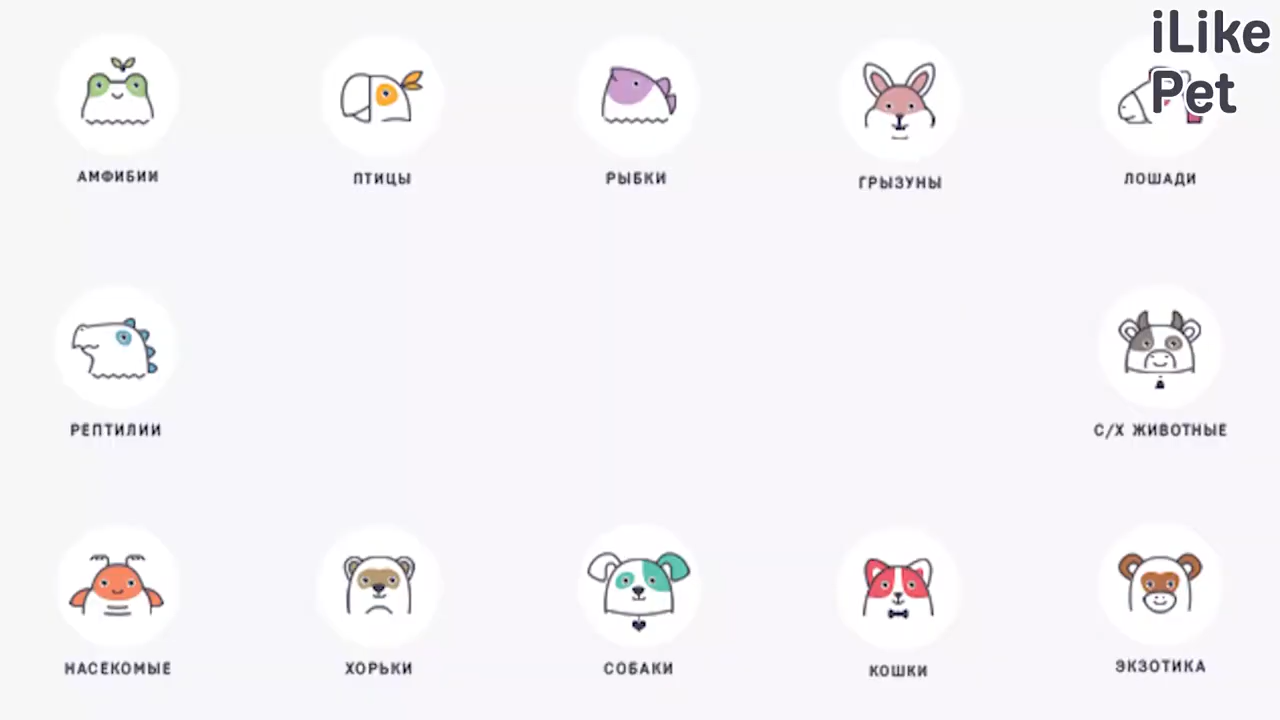 iLike
Pet
АМФИБИИ
ПТИЦЫ
РЫБКИ
ГРЫЗУНЫ
ЛОШАДИ
РЕПТИЛИИ
С/Х ЖИВОТНЫЕ
НАСЕКОМЫЕ
ХОРЬКИ
СОБАКИ
КОШКИ
ЭКЗОТИКА